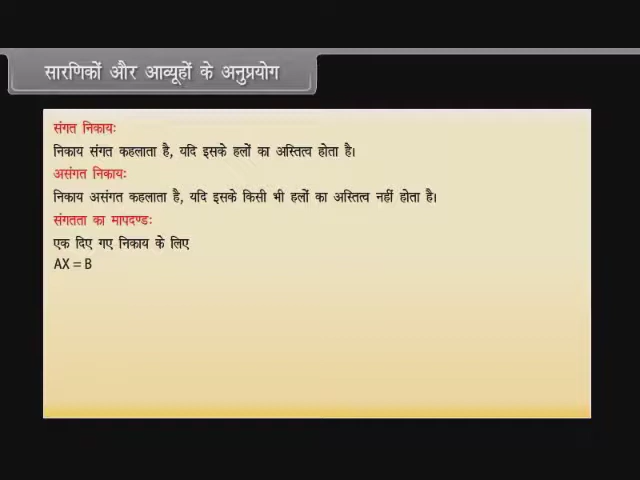 सारणिकों और आव्यूहों के अनुप्रयोग
संगत निकायः
निकाय संगत कहलाता है, यदि इसके हलों का अस्तित्व होता है।
असंगत निकायः
निकाय असंगत कहलाता है, यदि इसके किसी भी हलों का अस्तित्व नहीं होता है।
संगतता का मापदण्डः
एक दिए गए निकाय के लिए
AX = B